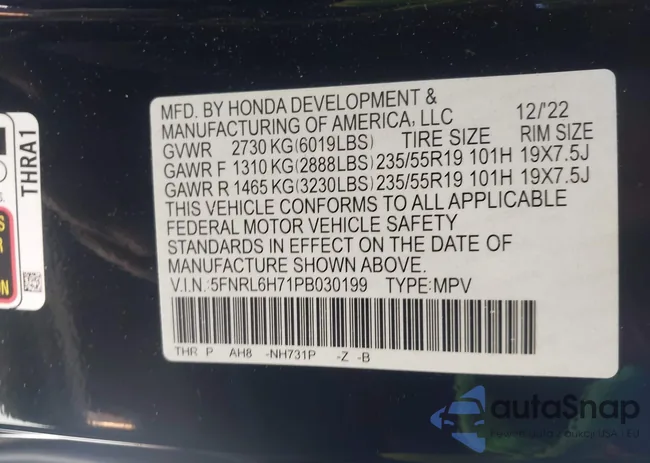 MFD. BY HONDA DEVELOPMENT &
MANUFACTURING OF AMERICA, LLC 12/'22
GVWR 2730 KG(6019LBS) TIRE SIZE RIM SIZE
GAWR F 1310 KG(2888LBS)235/55R19 101H 19X7.5J
GAWR R 1465 KG(3230LBS)235/55R19 101H 19X7.5J
THIS VEHICLE CONFORMS TO ALL APPLICABLE
FEDERAL MOTOR VEHICLE SAFETY
STANDARDS IN EFFECT ON THE DATE OF
MANUFACTURE SHOWN ABOVE.
V.I.N.:5FNRL6H71PB030199 TYPE:MPV
THR P AH8 -NH731P -Z -B
THRA1
autoSnap